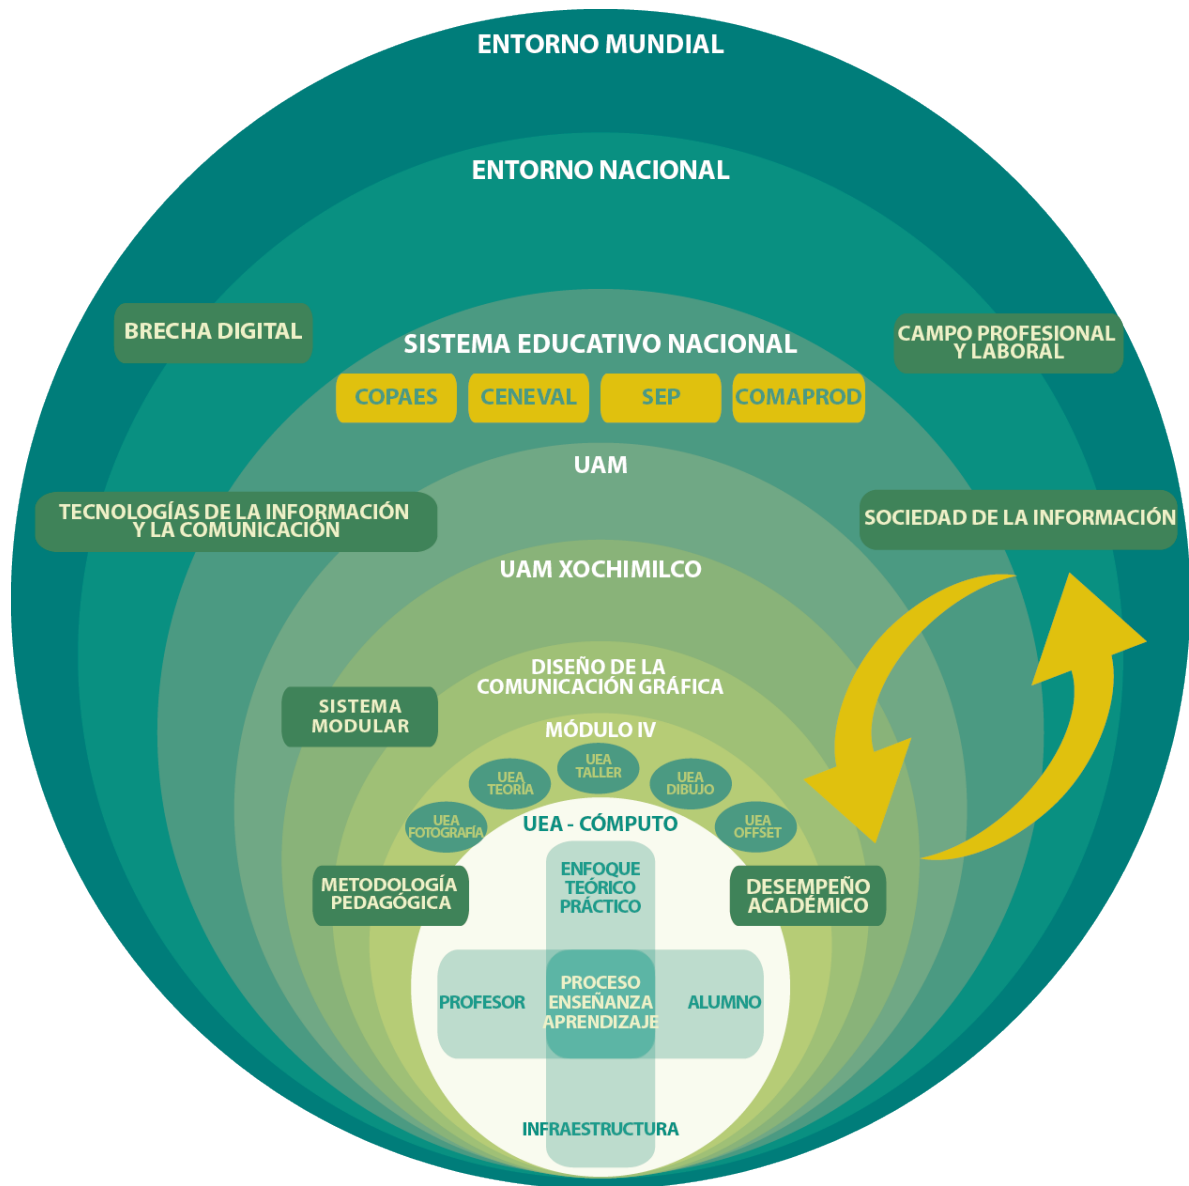 ENTORNO MUNDIAL
ENTORNO NACIONAL
BRECHA DIGITAL
CAMPO PROFESIONAL
Y LABORAL
SISTEMA EDUCATIVO NACIONAL
COPAES
CENEVAL
SEP
COMAPROD
UAM
TECNOLOGÍAS DE LA INFORMACIÓN
Y LA COMUNICACIÓN
SOCIEDAD DE LA INFORMACIÓN
UAM XOCHIMILCO
DISEÑO DE LA
COMUNICACIÓN GRÁFICA
SISTEMA
MODULAR
MÓDULO IV
UEA
FOTOGRAFÍA
UEA
TEORÍA
UEA
TALLER
UEA
DIBUJO
UEA
OFFSET
UEA - CÓMPUTO
METODOLOGÍA
PEDAGÓGICA
ENFOQUE
TEÓRICO
PRÁCTICO
DESEMPEÑO
ACADÉMICO
PROFESOR
PROCESO
ENSEÑANZA
APRENDIZAJE
ALUMNO
INFRAESTRUCTURA